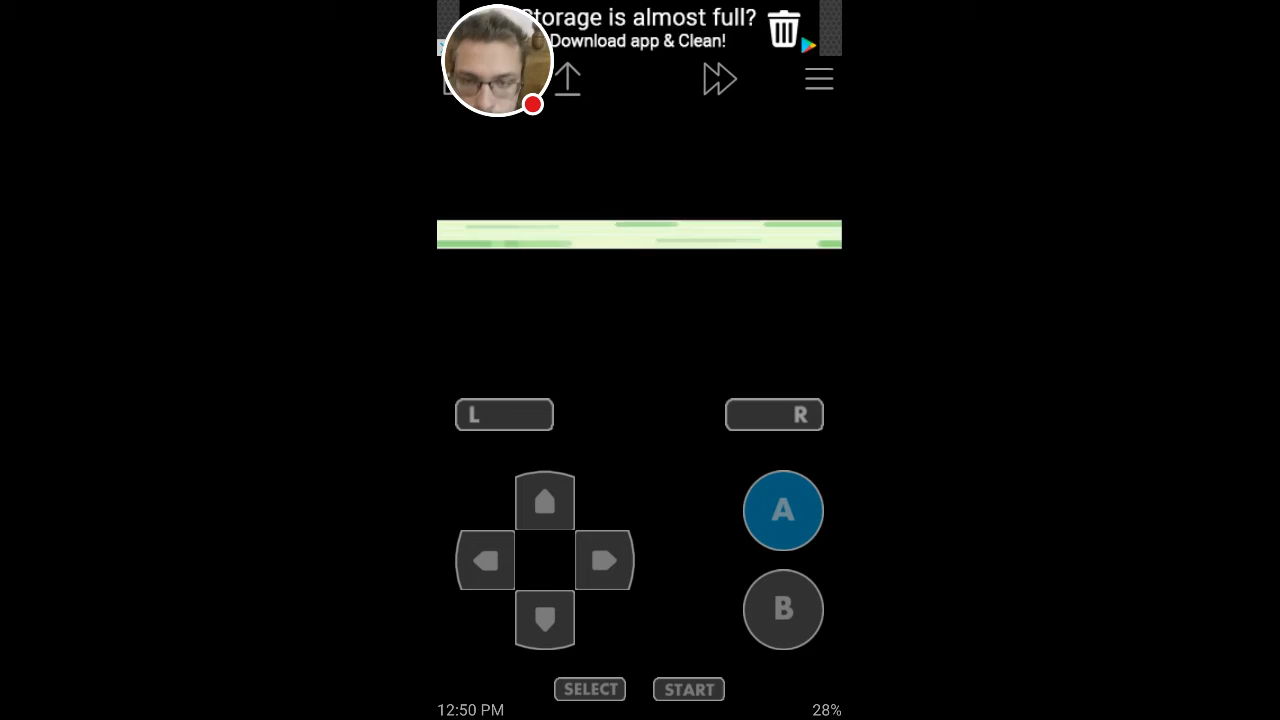 Storage is almost full?
Download app & Clean!
L
R
A
B
SELECT
START
12:50 PM
28%